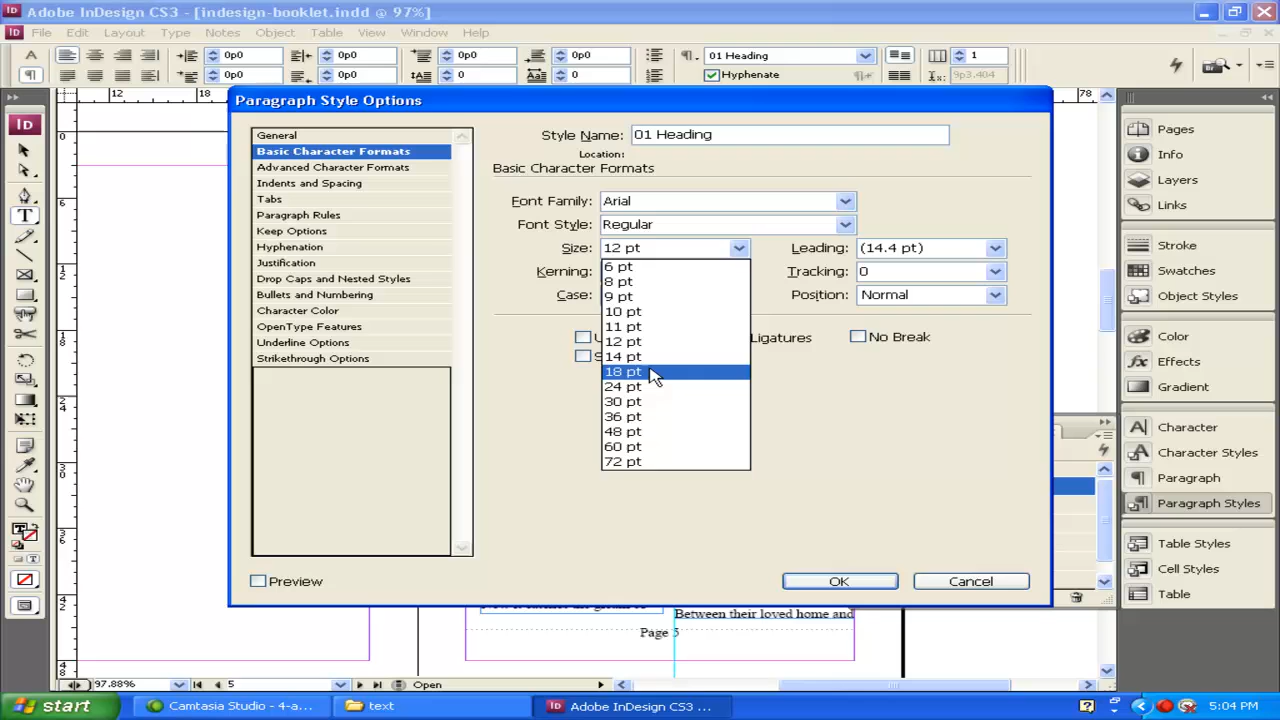 Adobe InDesign CS3 - [indesign-booklet.indd @ 97%]
File Edit Layout Type Notes Object Table View Window Help
0p0 0p0 0p0 0p0 01 Heading 1
0p0 0p0 0 0 Hyphenate 9p3.404
12 18 78
Paragraph Style Options
General
Basic Character Formats
Advanced Character Formats
Indents and Spacing
Tabs
Paragraph Rules
Keep Options
Hyphenation
Justification
Drop Caps and Nested Styles
Bullets and Numbering
Character Color
OpenType Features
Underline Options
Strikethrough Options
Style Name: 01 Heading
Location:
Basic Character Formats
Font Family: Arial
Font Style: Regular
Size: 12 pt Leading: (14.4 pt)
Kerning: Tracking: 0
Case: Position: Normal
Ligatures No Break
6 pt
8 pt
9 pt
10 pt
11 pt
12 pt
14 pt
18 pt
24 pt
30 pt
36 pt
48 pt
60 pt
72 pt
Preview OK Cancel
Pages
Info
Layers
Links
Stroke
Swatches
Object Styles
Color
Effects
Gradient
Character
Character Styles
Paragraph
Paragraph Styles
Table Styles
Cell Styles
Table
Between their loved home and
Page 5
97.88% 5 Open
start Camtasia Studio - 4-a... text Adobe InDesign CS3 ... 5:04 PM